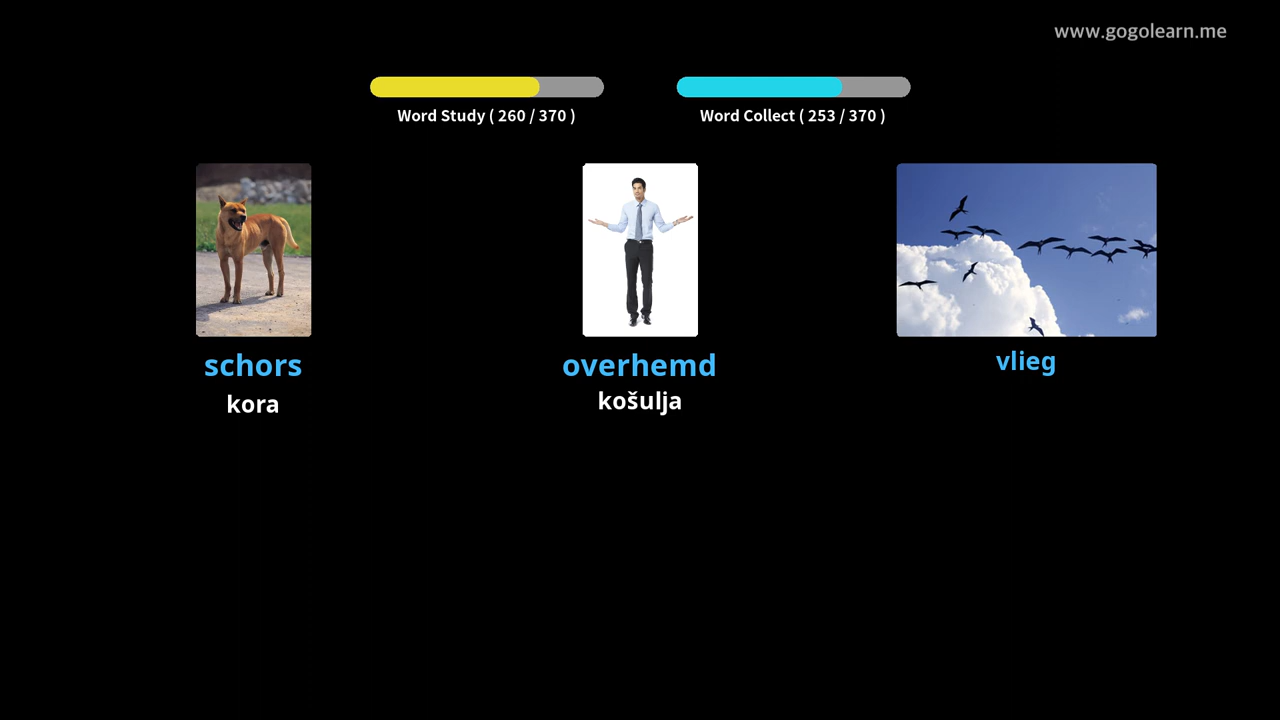 www.gogolearn.me
Word Study ( 260 / 370 )
Word Collect ( 253 / 370 )
schors
kora
overhemd
košulja
vlieg